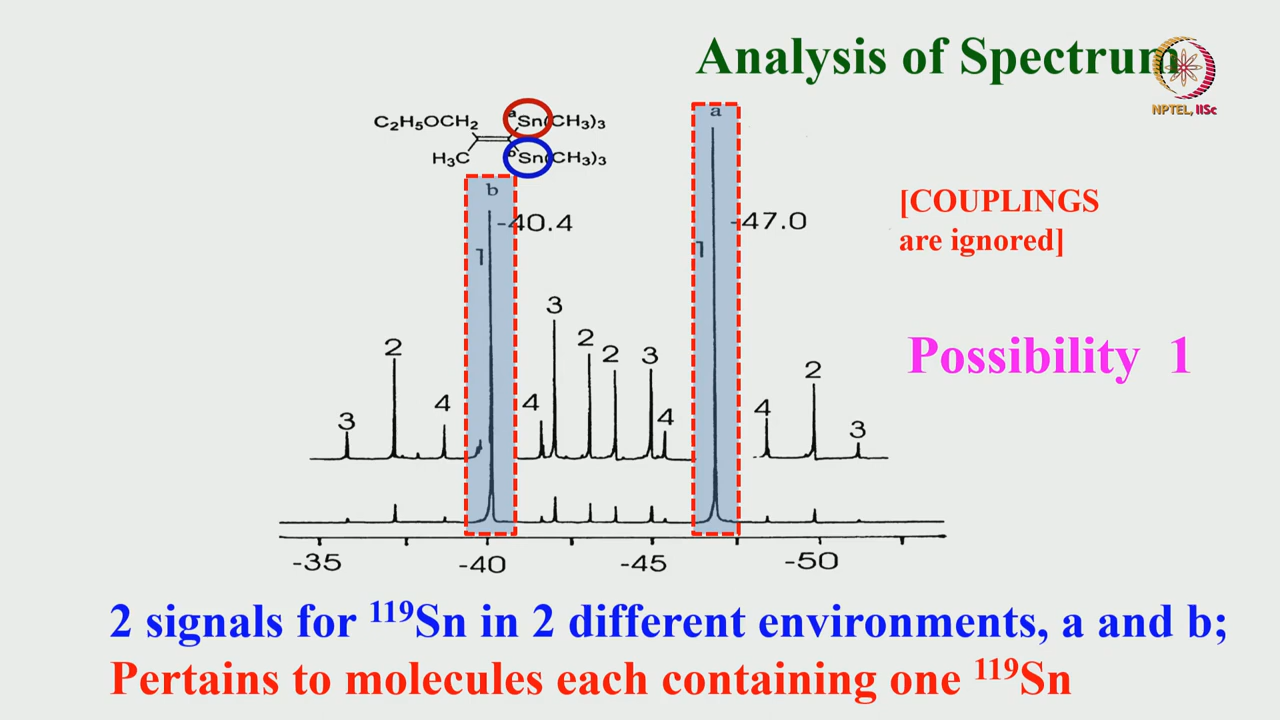 Analysis of Spectrum
NPTEL, IISc
C₂H₅OCH₂ ᵃSn(CH₃)₃
H₃C ᵇSn(CH₃)₃
a
b
-40.4
-47.0
1
1
[COUPLINGS
are ignored]
Possibility 1
3 2 4 4 3 2 2 3 4 4 2 3
-35 -40 -45 -50
2 signals for ¹¹⁹Sn in 2 different environments, a and b;
Pertains to molecules each containing one ¹¹⁹Sn